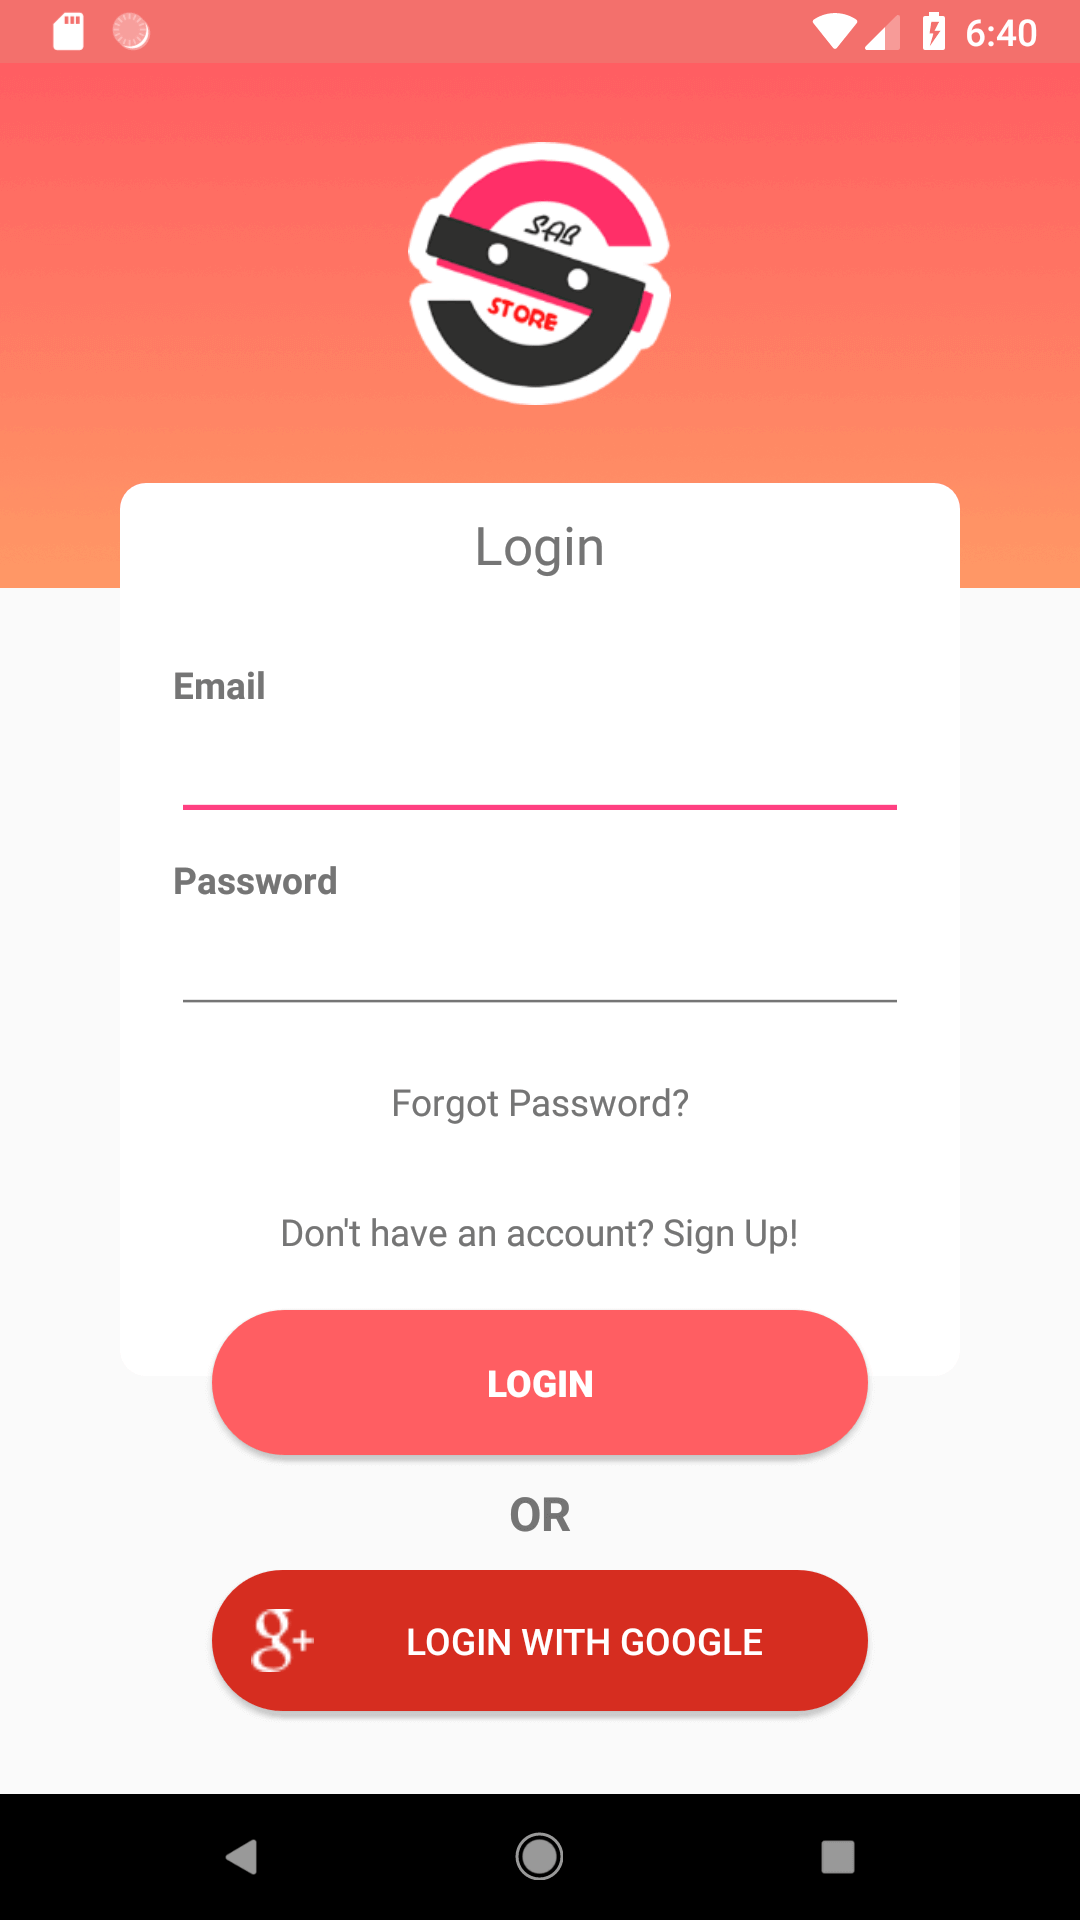 6:40
SAB
STORE
Login
Email
Password
Forgot Password?
Don't have an account? Sign Up!
LOGIN
OR
g+ LOGIN WITH GOOGLE